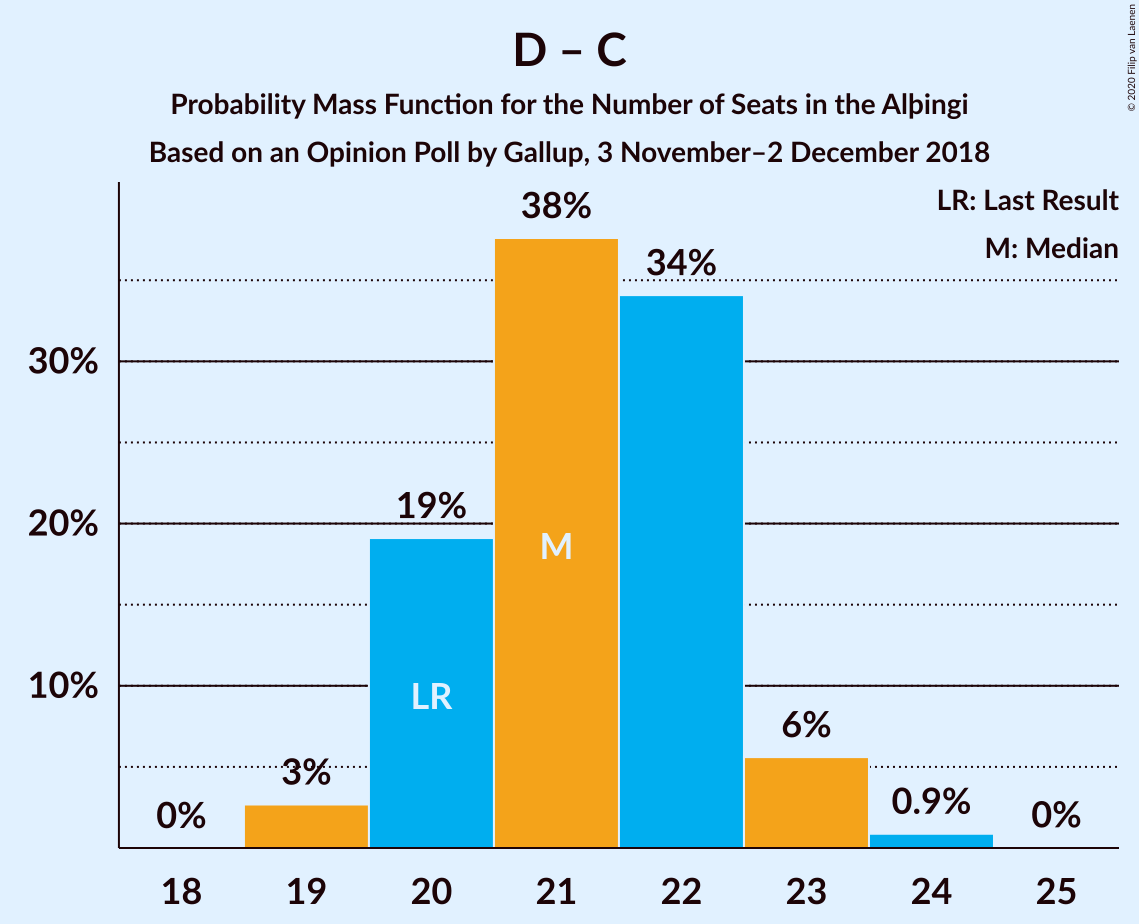 D – C
Probability Mass Function for the Number of Seats in the Alþingi
Based on an Opinion Poll by Gallup, 3 November–2 December 2018
© 2020 Filip van Laenen
LR: Last Result
M: Median
38%
34%
30%
19%
20%
M
10%
LR
6%
3%
0.9%
0%
0%
18 19 20 21 22 23 24 25